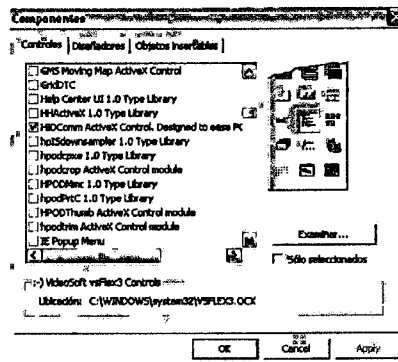 Componentes
Controles | Diseñadores | Objetos Insertables
GMS Moving Map ActiveX Control
GridDTC
Help Center UI 1.0 Type Library
HHActiveX 1.0 Type Library
HIDComm ActiveX Control. Designed to ease PC
hpISdownsampler 1.0 Type Library
hpodcpxe 1.0 Type Library
hpodcrop ActiveX Control module
HPODMmc 1.0 Type Library
hpodPrtC 1.0 Type Library
HPODThumb ActiveX Control module
hpodtrim ActiveX Control module
IE Popup Menu
Examinar...
Sólo seleccionados
:-) VideoSoft vsFlex3 Controls
Ubicación: C:\WINDOWS\system32\VSFLEX3.OCX
OK
Cancel
Apply